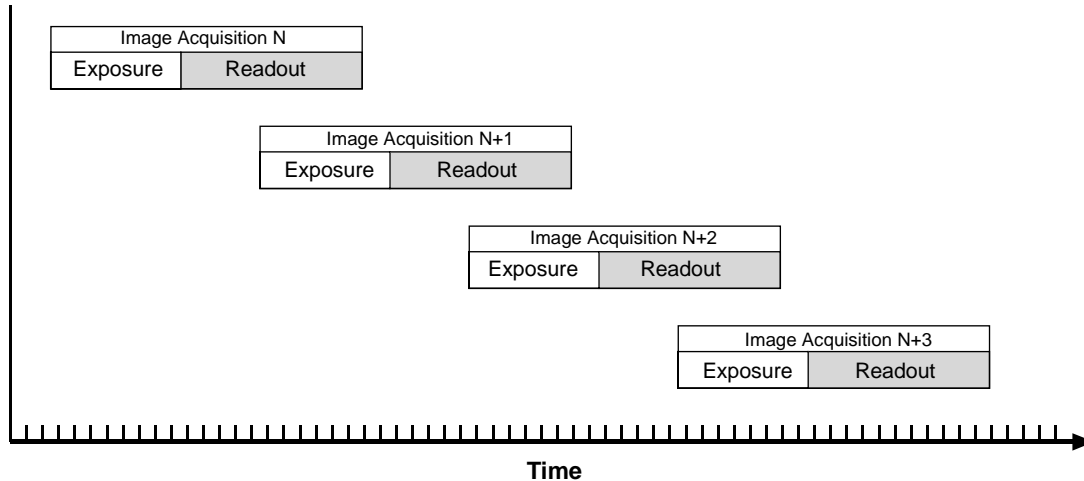 Image Acquisition N
Exposure Readout
Image Acquisition N+1
Exposure Readout
Image Acquisition N+2
Exposure Readout
Image Acquisition N+3
Exposure Readout
Time